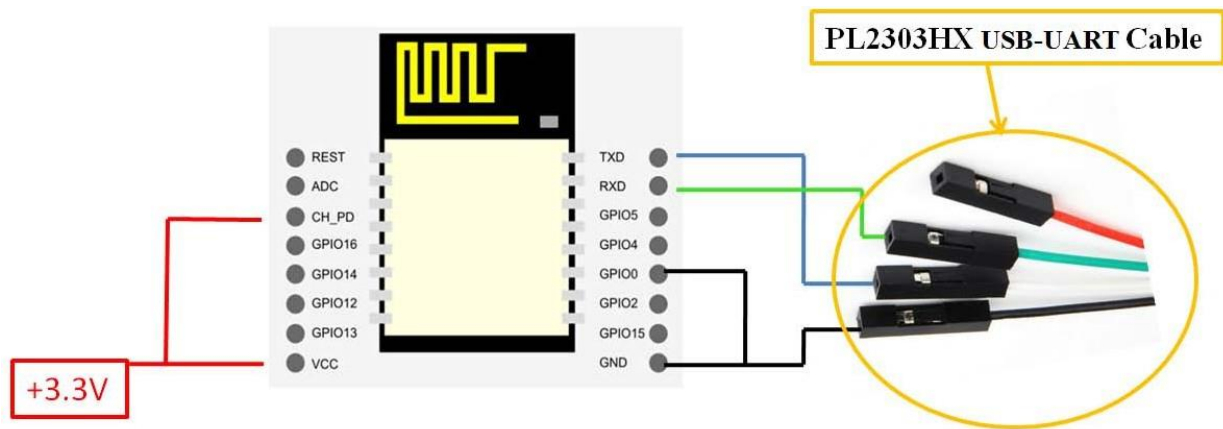 PL2303HX USB-UART Cable
REST
ADC
CH_PD
GPIO16
GPIO14
GPIO12
GPIO13
VCC
TXD
RXD
GPIO5
GPIO4
GPIO0
GPIO2
GPIO15
GND
+3.3V